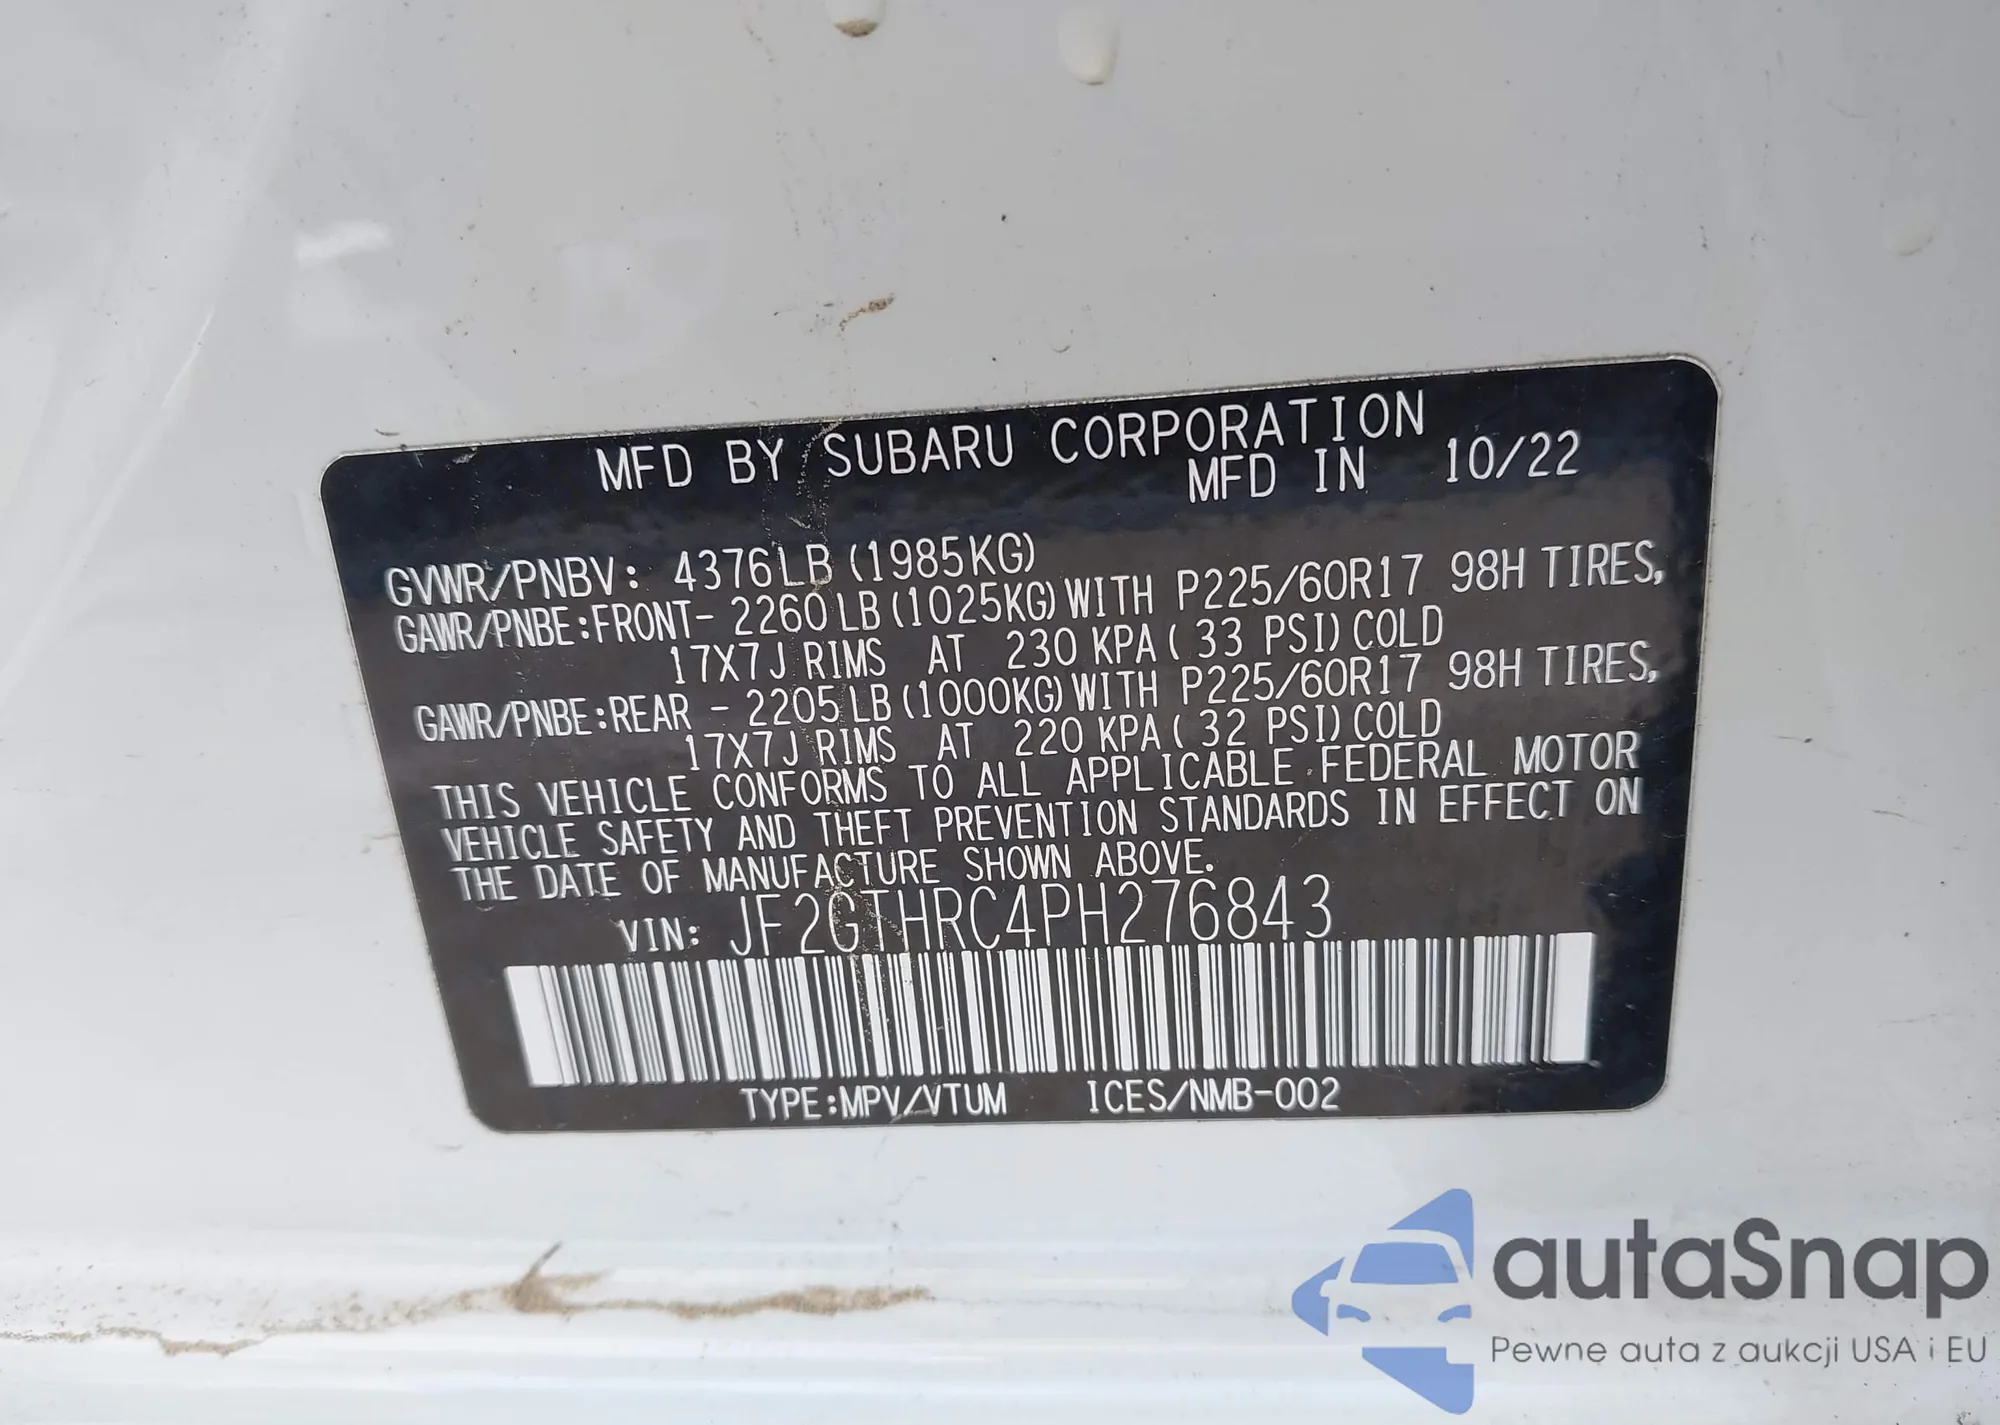 MFD BY SUBARU CORPORATION
MFD IN 10/22
GVWR/PNBV: 4376LB (1985KG)
GAWR/PNBE:FRONT- 2260LB (1025KG) WITH P225/60R17 98H TIRES,
17X7J RIMS AT 230 KPA ( 33 PSI) COLD
GAWR/PNBE:REAR - 2205LB (1000KG) WITH P225/60R17 98H TIRES,
17X7J RIMS AT 220 KPA ( 32 PSI) COLD
THIS VEHICLE CONFORMS TO ALL APPLICABLE FEDERAL MOTOR
VEHICLE SAFETY AND THEFT PREVENTION STANDARDS IN EFFECT ON
THE DATE OF MANUFACTURE SHOWN ABOVE.
VIN: JF2GTHRC4PH276843
TYPE:MPV/VTUM ICES/NMB-002
autaSnap
Pewne auta z aukcji USA i EU